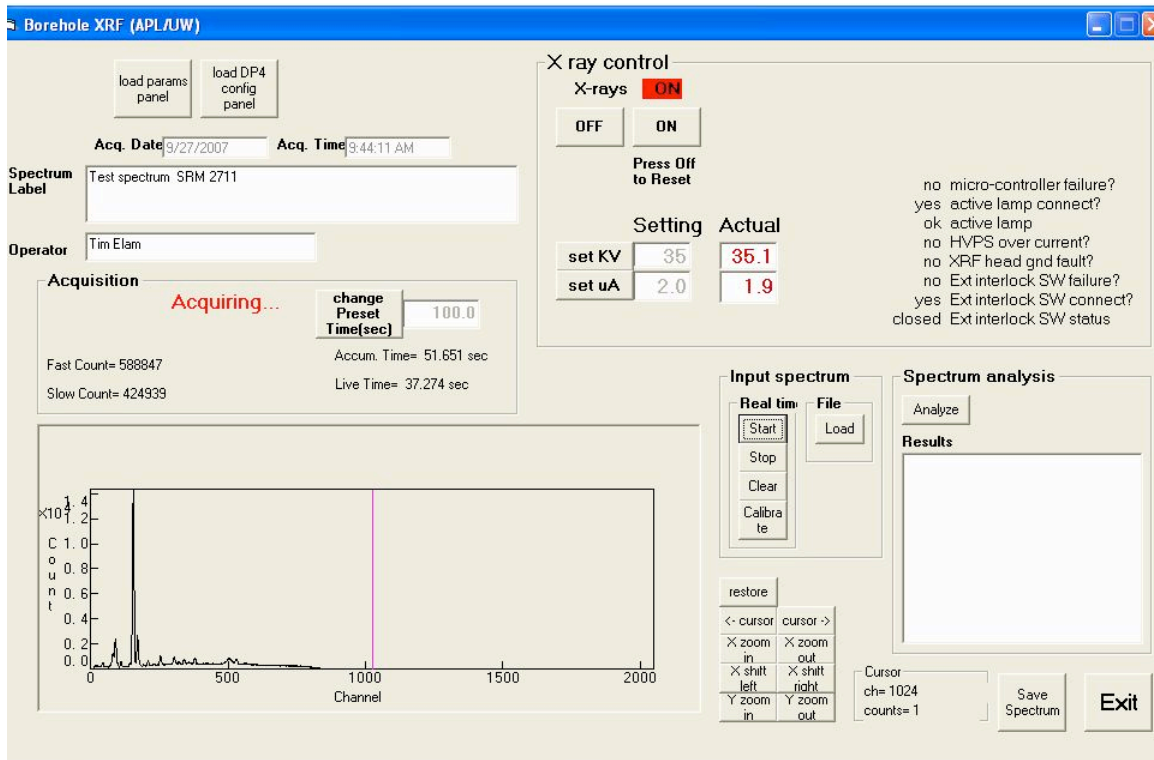 Borehole XRF (APL/UW)
load params
panel
load DP4
config
panel
Acq. Date 9/27/2007 Acq. Time 9:44:11 AM
Spectrum
Label
Test spectrum SRM 2711
Operator
Tim Elam
Acquisition
Acquiring...
change
Preset
Time(sec)
100.0
Fast Count= 588847
Accum. Time= 51.651 sec
Slow Count= 424939
Live Time= 37.274 sec
X ray control
X-rays ON
OFF ON
Press Off
to Reset
Setting Actual
set KV 35 35.1
set uA 2.0 1.9
no micro-controller failure?
yes active lamp connect?
ok active lamp
no HVPS over current?
no XRF head gnd fault?
no Ext interlock SW failure?
yes Ext interlock SW connect?
closed Ext interlock SW status
Input spectrum
Real tim
Start
Stop
Clear
Calibra
te
File
Load
Spectrum analysis
Analyze
Results
1.4
1.2
1.0
0.8
0.6
0.4
0.2
0.0
Count
0 500 1000 1500 2000
Channel
restore
<- cursor cursor ->
X zoom
in
X zoom
out
X shift
left
X shift
right
Y zoom
in
Y zoom
out
Cursor
ch= 1024
counts= 1
Save
Spectrum
Exit